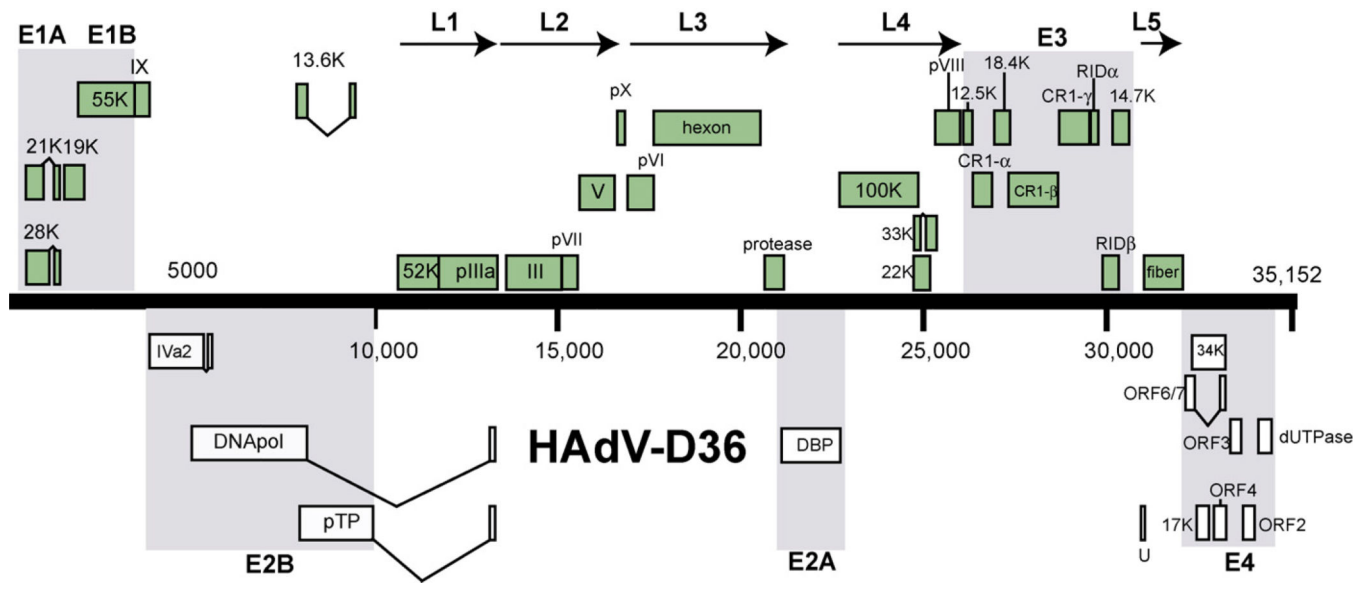 E1A E1B L1 L2 L3 L4 E3 L5
IX 13.6K pVIII 18.4K RIDα
55K pX 12.5K CR1-γ 14.7K
hexon
21K 19K pVI CR1-α
V 100K CR1-β
28K pVII protease 33K RIDβ
52K pIIIa III 22K fiber
5000 35,152
10,000 15,000 20,000 25,000 30,000
IVa2 34K
ORF6/7
DNApol HAdV-D36 DBP ORF3 dUTPase
ORF4
pTP 17K ORF2
E2B E2A U E4